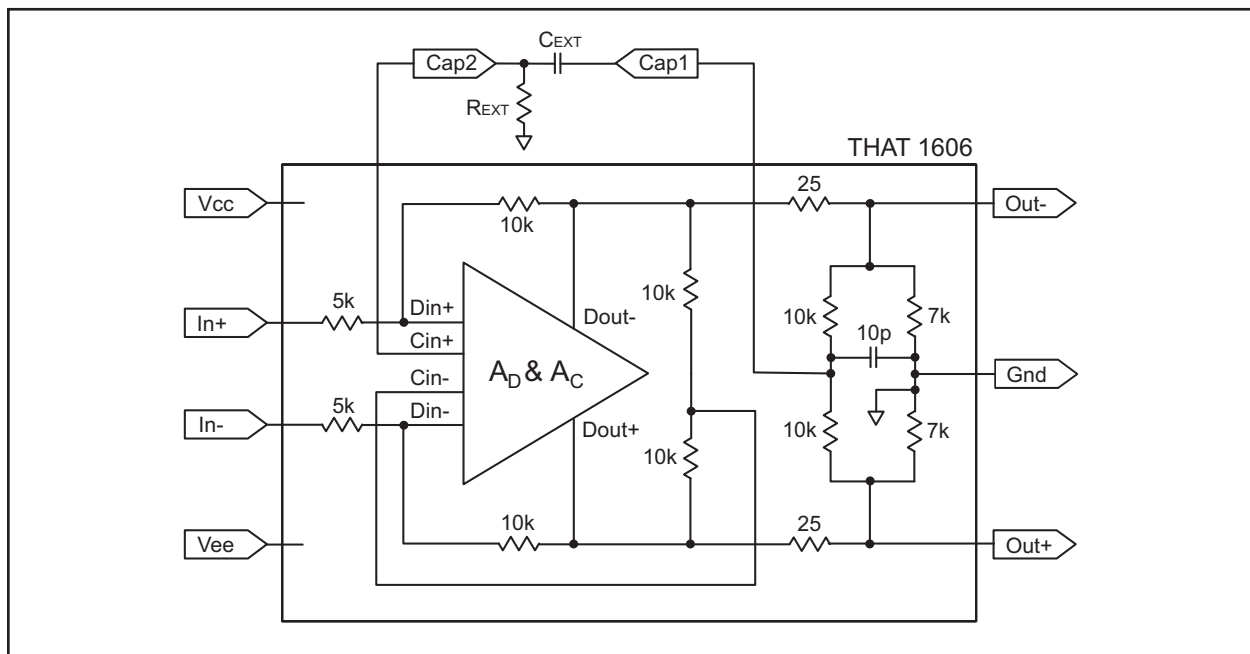 CEXT
Cap2
Cap1
REXT
THAT 1606
Vcc
25
Out-
10k
10k
10k
7k
5k
Din+
Dout-
In+
10p
Cin+
AD & AC
Gnd
Cin-
5k
Din-
Dout+
In-
10k
10k
7k
10k
25
Vee
Out+